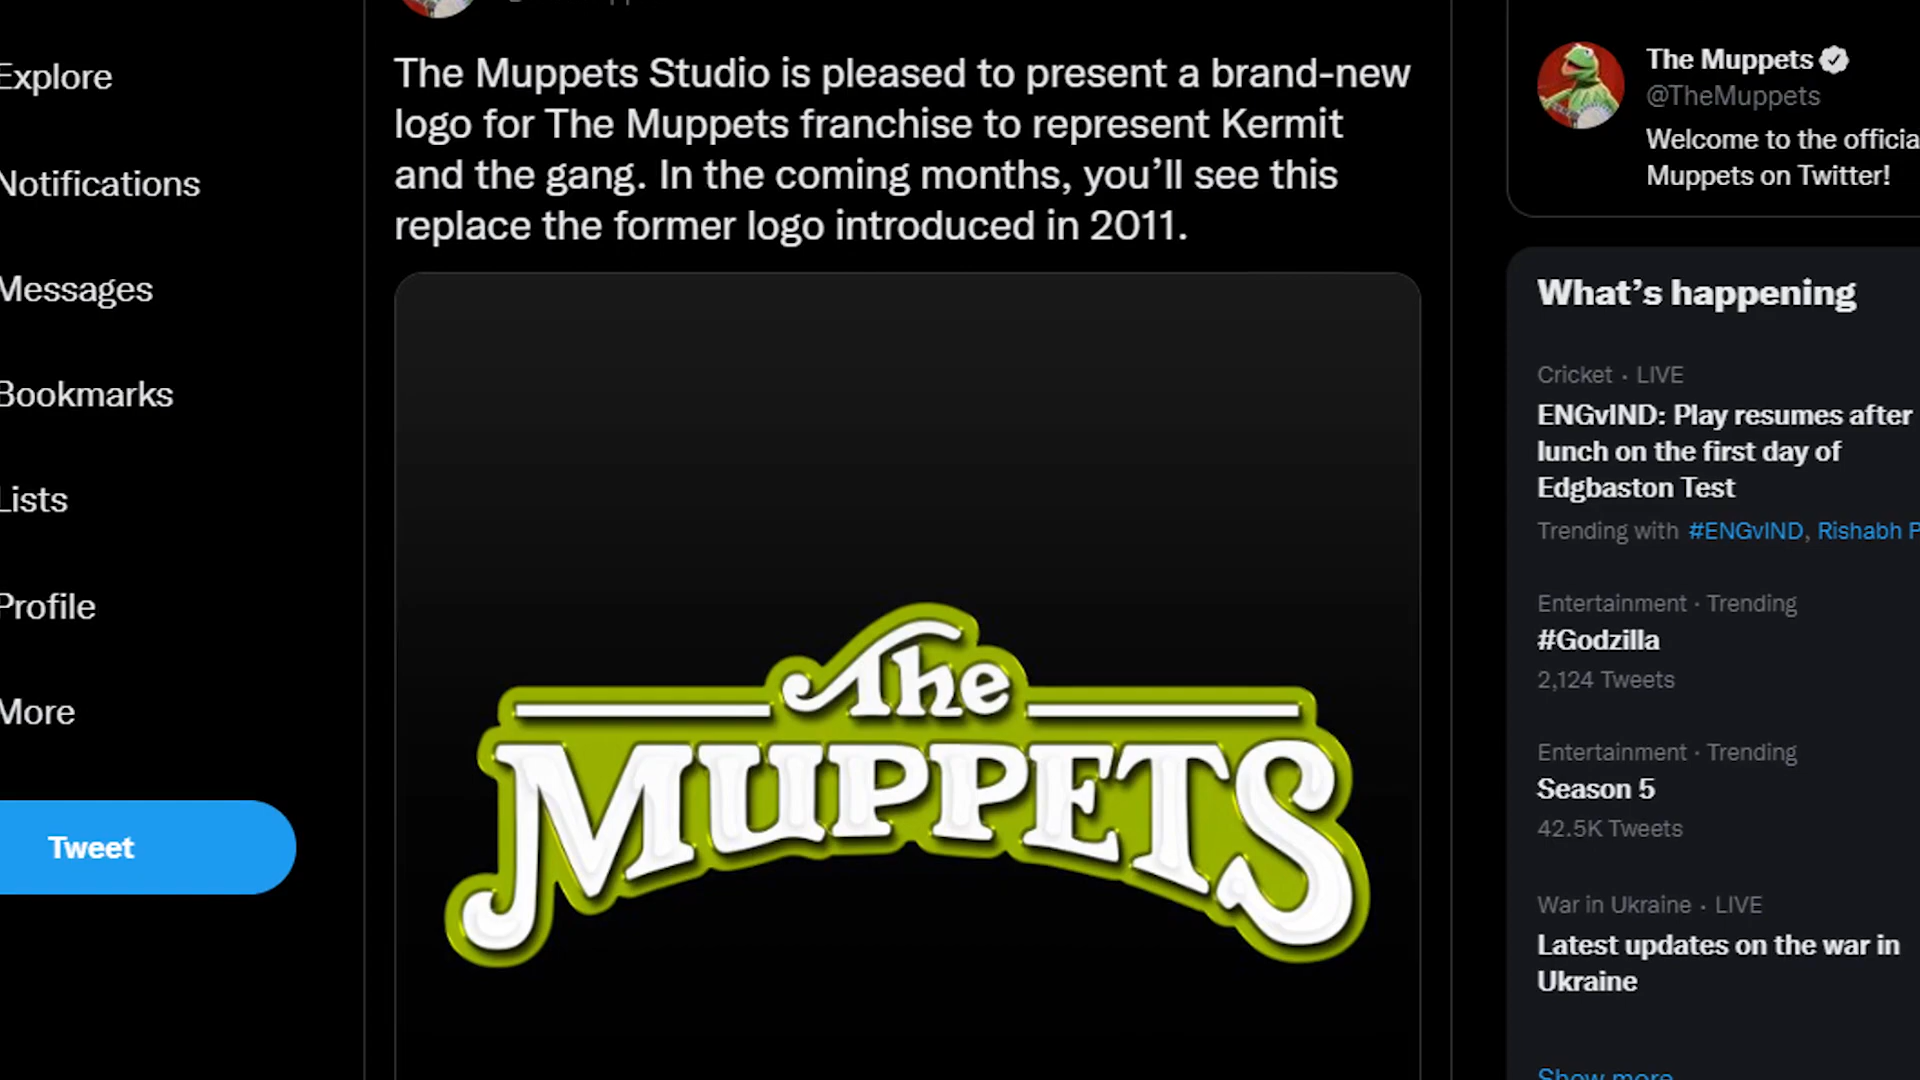 Explore
Notifications
Messages
Bookmarks
Lists
Profile
More
Tweet
The Muppets Studio is pleased to present a brand-new
logo for The Muppets franchise to represent Kermit
and the gang. In the coming months, you’ll see this
replace the former logo introduced in 2011.
The
MUPPETS
The Muppets
@TheMuppets
Welcome to the officia
Muppets on Twitter!
What’s happening
Cricket · LIVE
ENGvIND: Play resumes after
lunch on the first day of
Edgbaston Test
Trending with #ENGvIND, Rishabh P
Entertainment · Trending
#Godzilla
2,124 Tweets
Entertainment · Trending
Season 5
42.5K Tweets
War in Ukraine · LIVE
Latest updates on the war in
Ukraine
Show more